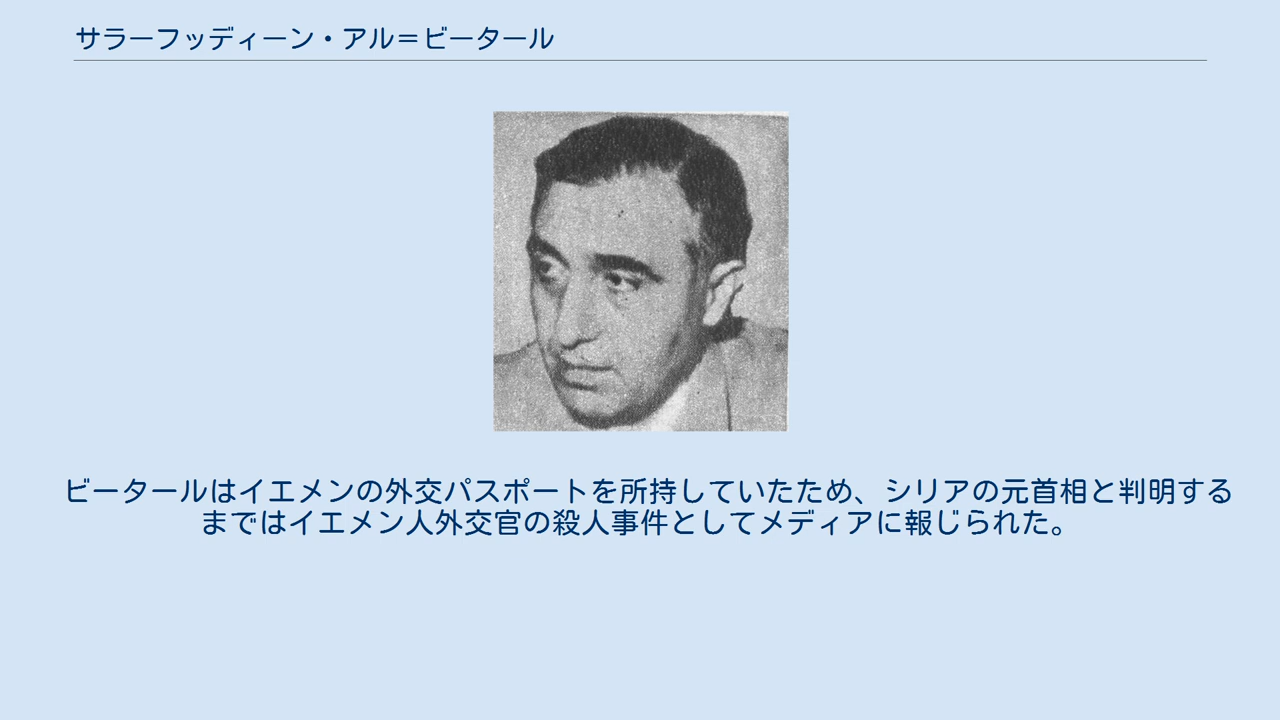 サラーフッディーン・アル＝ビータール
ビータールはイエメンの外交パスポートを所持していたため、シリアの元首相と判明する
まではイエメン人外交官の殺人事件としてメディアに報じられた。